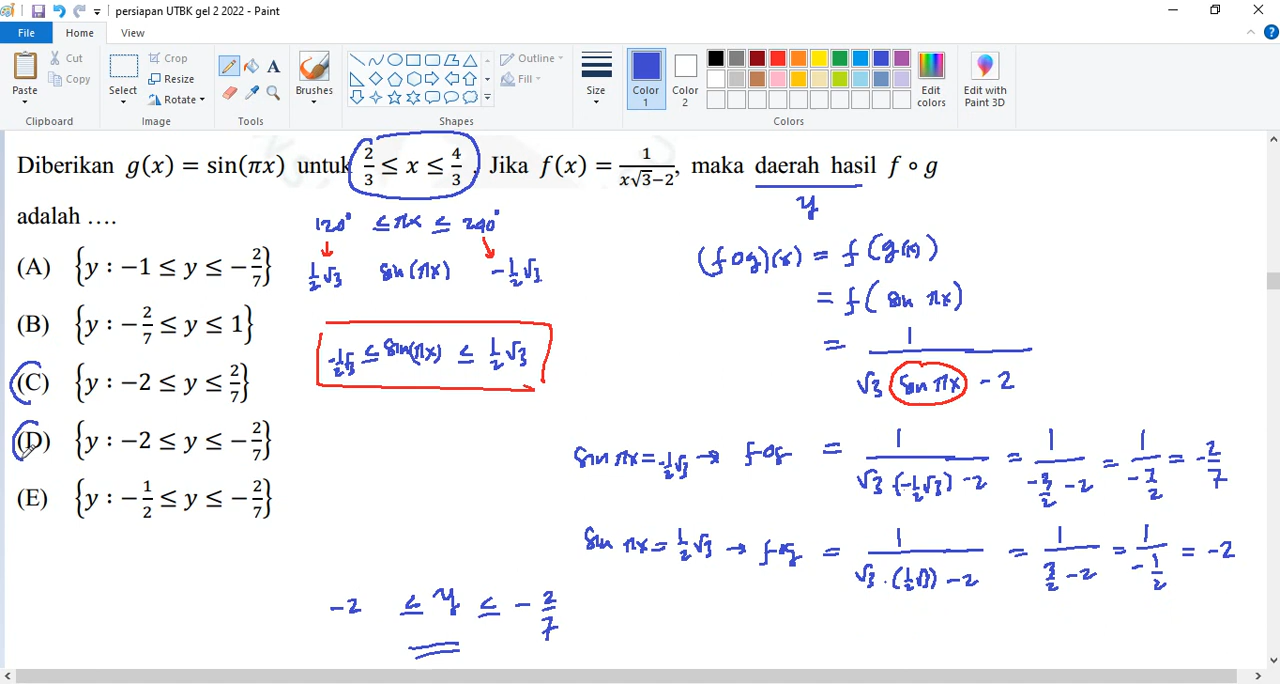 persiapan UTBK gel 2 2022 - Paint
File Home View
Paste Cut Copy Clipboard
Select Crop Resize Rotate Image
A Tools
Brushes
Outline Fill Shapes
Size
Color 1 Color 2 Edit colors Colors
Edit with Paint 3D
Diberikan g(x) = sin(πx) untuk 2/3 ≤ x ≤ 4/3. Jika f(x) = 1/(x√3−2), maka daerah hasil f ∘ g
adalah ....
120° ≤ πx ≤ 240°
y
½√3 sin(πx) -½√3
-½√3 ≤ sin(πx) ≤ ½√3
(A) {y : −1 ≤ y ≤ −2/7}
(B) {y : −2/7 ≤ y ≤ 1}
(C) {y : −2 ≤ y ≤ 2/7}
(D) {y : −2 ≤ y ≤ −2/7}
(E) {y : −1/2 ≤ y ≤ −2/7}
(fog)(x) = f(g(x))
= f(sin πx)
= 1/(√3 sin πx - 2)
sin πx = -½√3 → fog = 1/(√3 (-½√3) - 2) = 1/(-3/2 - 2) = 1/(-7/2) = -2/7
sin πx = ½√3 → fog = 1/(√3 · (½√3) - 2) = 1/(3/2 - 2) = 1/(-1/2) = -2
-2 ≤ y ≤ -2/7